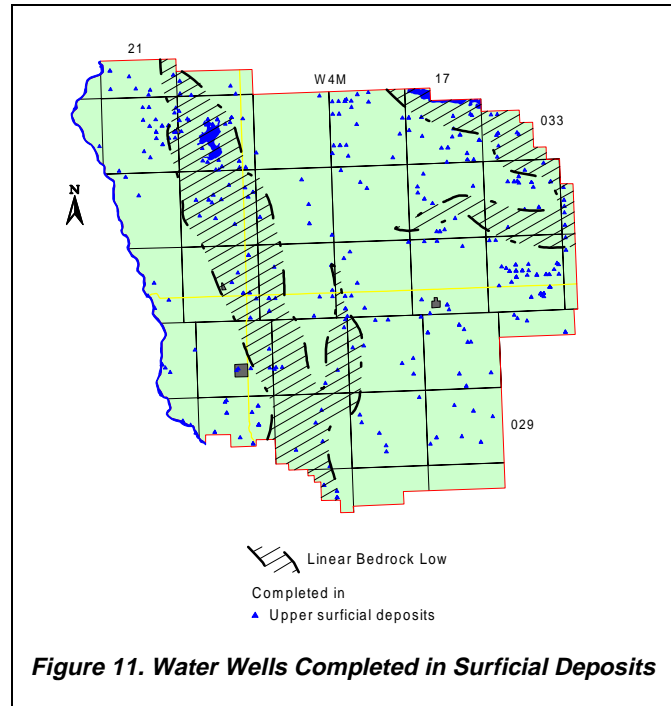 21
W4M
17
033
N
029
Linear Bedrock Low
Completed in
Upper surficial deposits
Figure 11. Water Wells Completed in Surficial Deposits